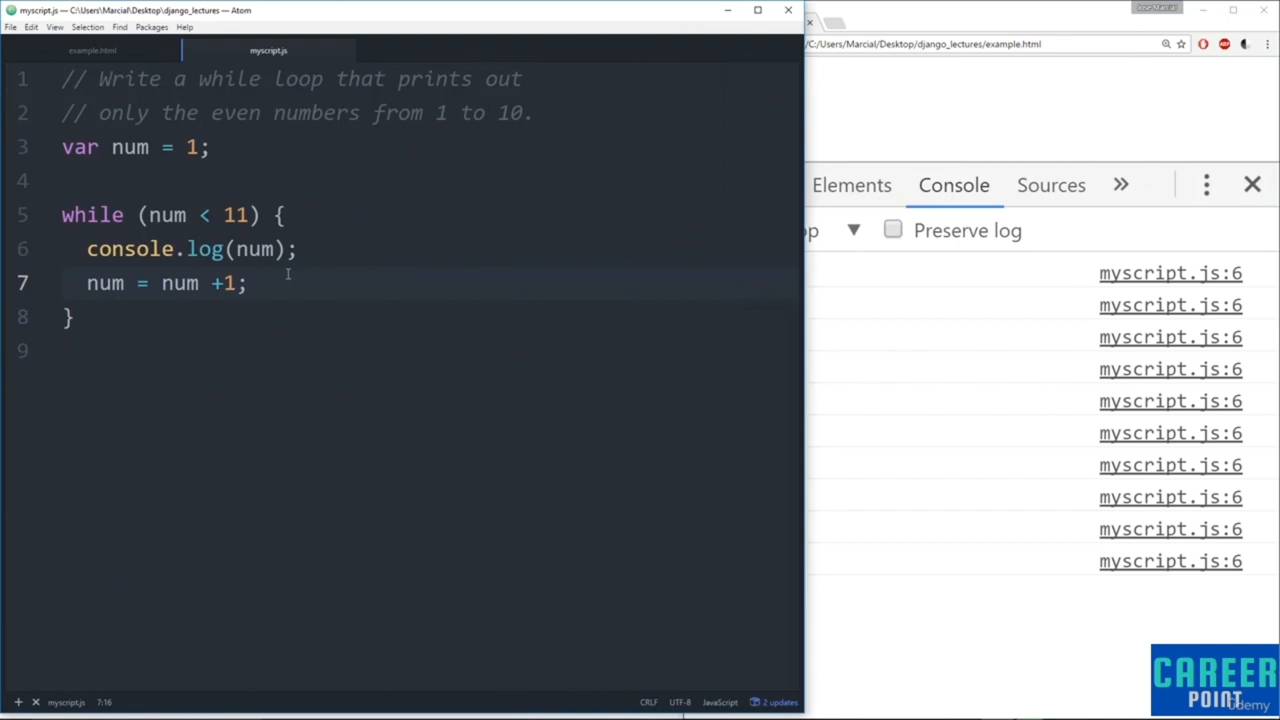 myscript.js — C:\Users\Marcial\Desktop\django_lectures — Atom
File Edit View Selection Find Packages Help
example.html myscript.js
1 // Write a while loop that prints out
2 // only the even numbers from 1 to 10.
3 var num = 1;
4
5 while (num < 11) {
6 console.log(num);
7 num = num +1;
8 }
9
myscript.js 7:16 CRLF UTF-8 JavaScript 2 updates
Jose Marcial
/C:/Users/Marcial/Desktop/django_lectures/example.html
Elements Console Sources »
op Preserve log
myscript.js:6
myscript.js:6
myscript.js:6
myscript.js:6
myscript.js:6
myscript.js:6
myscript.js:6
myscript.js:6
myscript.js:6
myscript.js:6
CAREER
POINT
Udemy